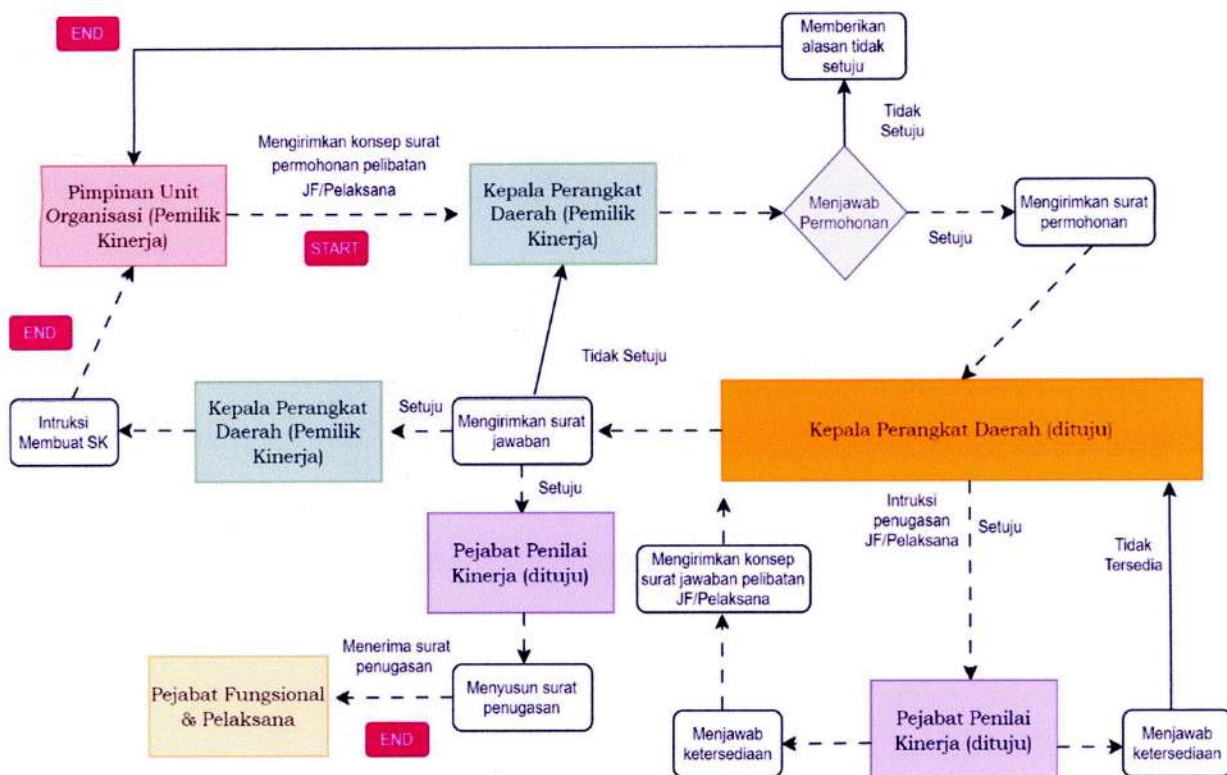 END
Memberikan
alasan tidak
setuju
Tidak
Setuju
Mengirimkan konsep surat
permohonan pelibatan
JF/Pelaksana
Pimpinan Unit
Organisasi (Pemilik
Kinerja)
START
Kepala Perangkat
Daerah (Pemilik
Kinerja)
Menjawab
Permohonan
Setuju
Mengirimkan surat
permohonan
END
Tidak Setuju
Intruksi
Membuat SK
Kepala Perangkat
Daerah (Pemilik
Kinerja)
Setuju
Mengirimkan surat
jawaban
Kepala Perangkat Daerah (dituju)
Setuju
Intruksi
penugasan
JF/Pelaksana
Setuju
Tidak
Tersedia
Pejabat Penilai
Kinerja (dituju)
Mengirimkan konsep
surat jawaban pelibatan
JF/Pelaksana
Menerima surat
penugasan
Pejabat Fungsional
& Pelaksana
END
Menyusun surat
penugasan
Menjawab
ketersediaan
Pejabat Penilai
Kinerja (dituju)
Menjawab
ketersediaan